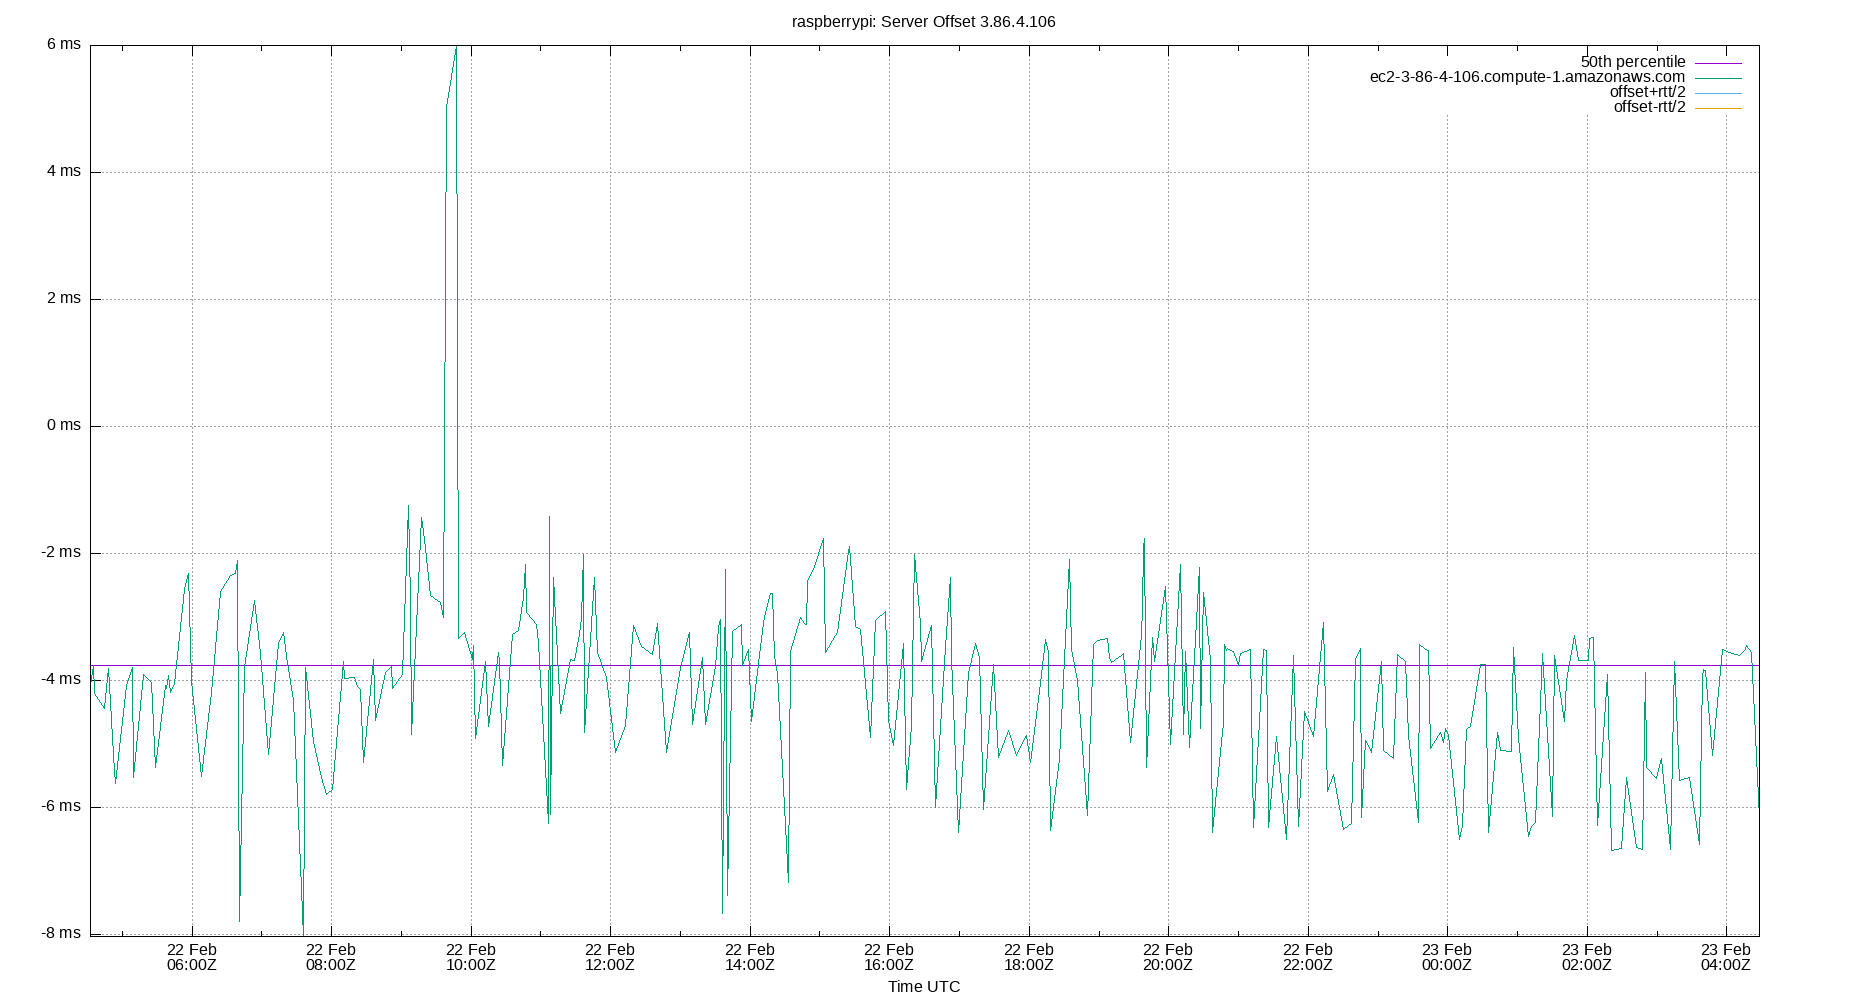 raspberrypi: Server Offset 3.86.4.106
6 ms
4 ms
2 ms
0 ms
-2 ms
-4 ms
-6 ms
-8 ms
50th percentile
ec2-3-86-4-106.compute-1.amazonaws.com
offset+rtt/2
offset-rtt/2
22 Feb 22 Feb 22 Feb 22 Feb 22 Feb 22 Feb 22 Feb 22 Feb 22 Feb 23 Feb 23 Feb 23 Feb
06:00Z 08:00Z 10:00Z 12:00Z 14:00Z 16:00Z 18:00Z 20:00Z 22:00Z 00:00Z 02:00Z 04:00Z
Time UTC